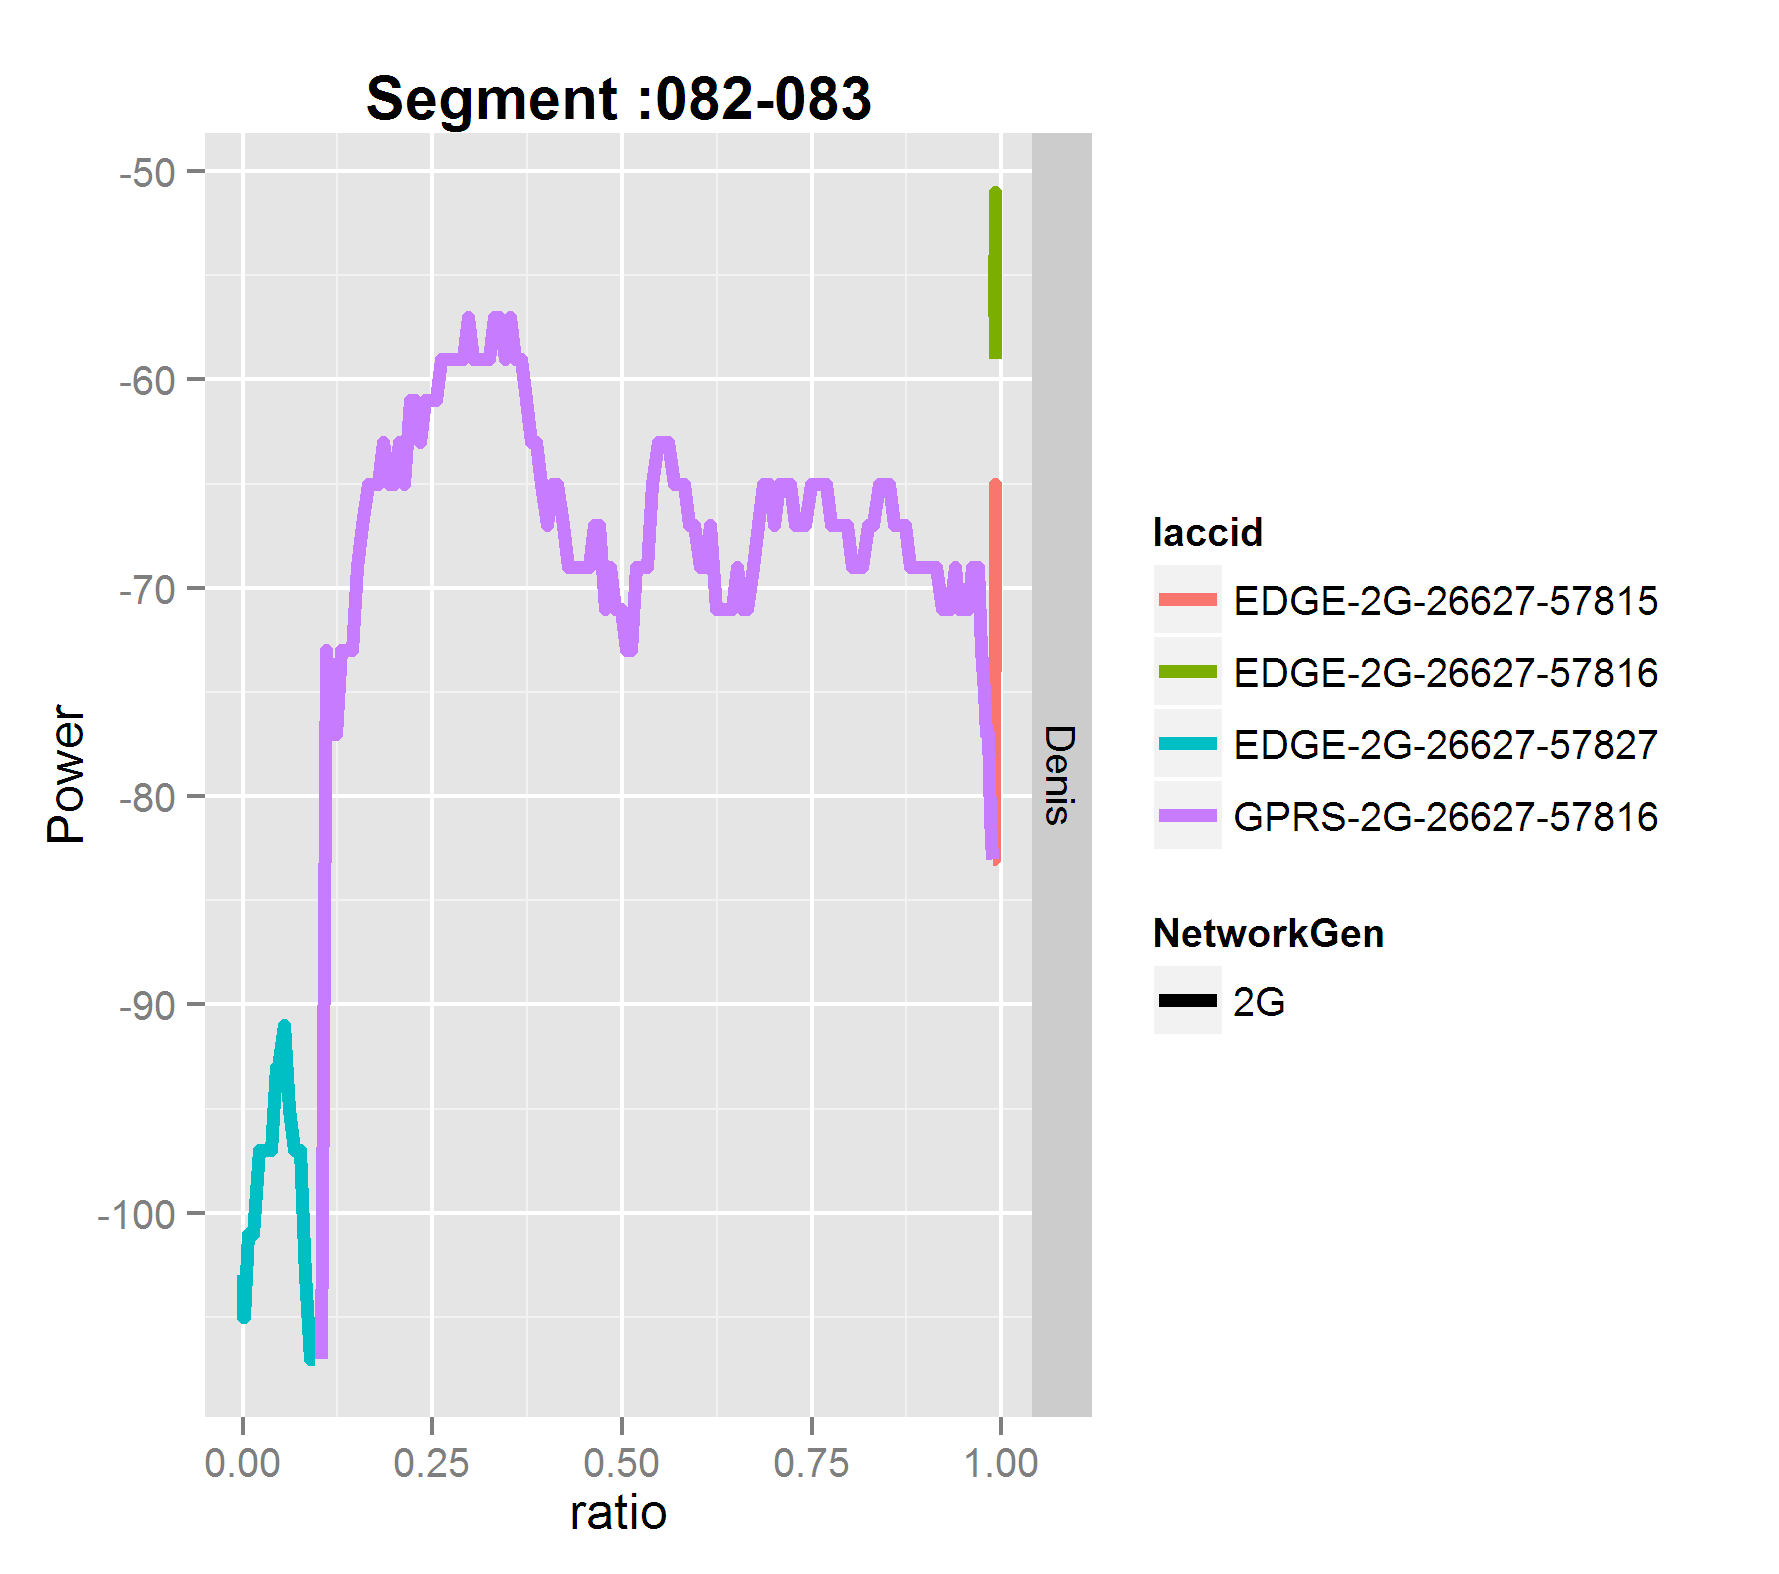 Segment :082-083
-50
-60
-70
-80
-90
-100
Power
0.00 0.25 0.50 0.75 1.00
ratio
Denis
laccid
EDGE-2G-26627-57815
EDGE-2G-26627-57816
EDGE-2G-26627-57827
GPRS-2G-26627-57816
NetworkGen
2G